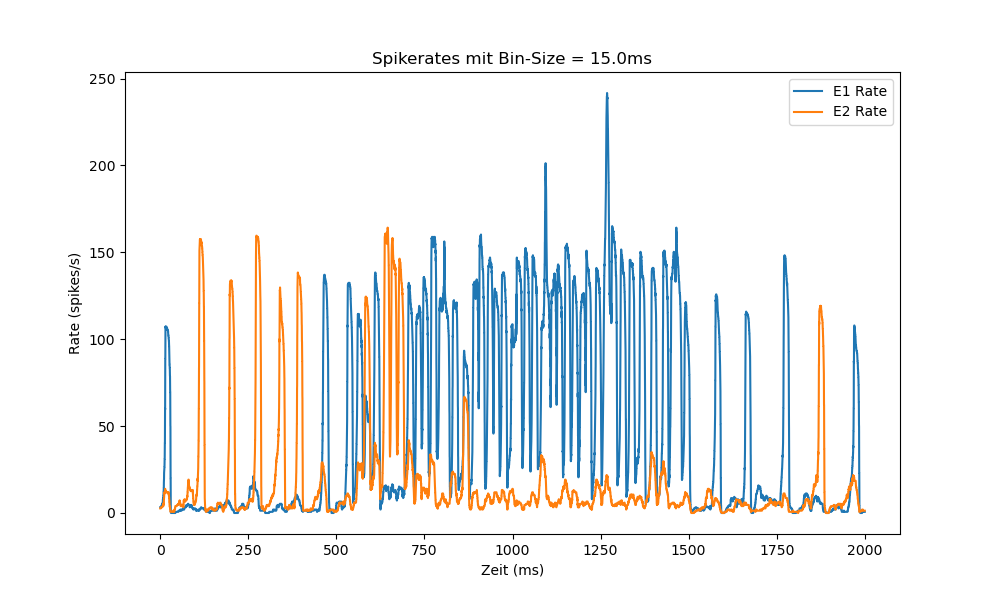 Spikerates mit Bin-Size = 15.0ms
E1 Rate
E2 Rate
250
200
150
100
50
0
Rate (spikes/s)
0 250 500 750 1000 1250 1500 1750 2000
Zeit (ms)